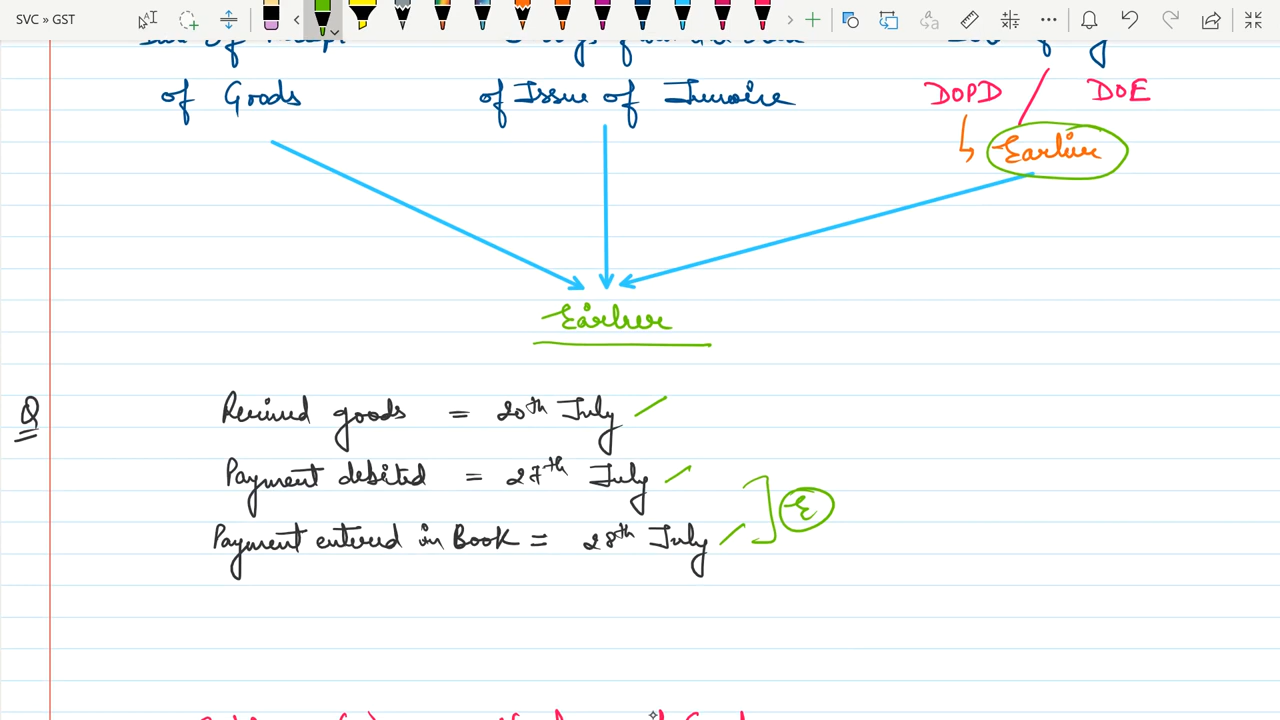 SVC » GST
of Goods
of Issue of Invoice
DOPD / DOE
Earlier
Earlier
Q
Received goods = 20th July
Payment debited = 27th July
E
Payment entered in Book = 28th July